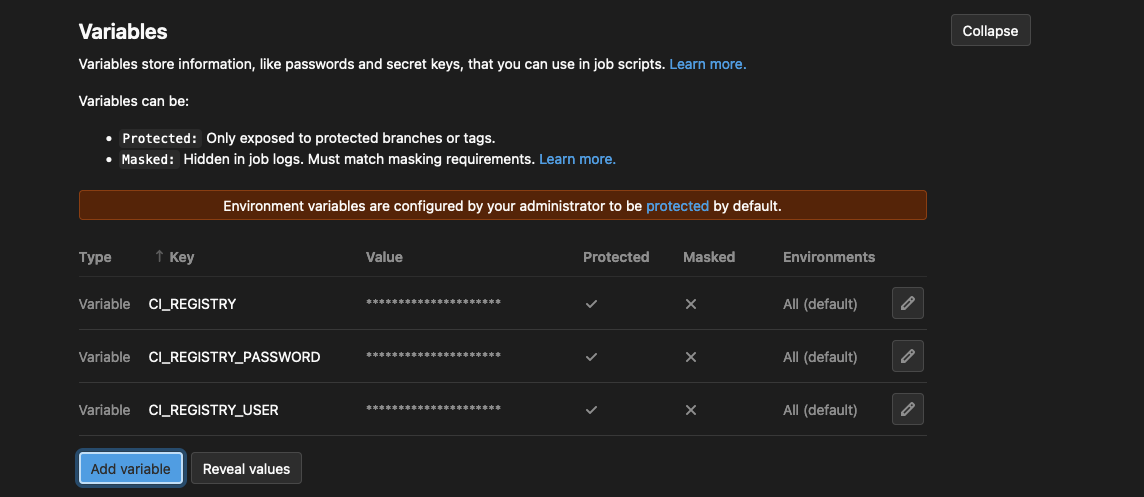 Variables
Collapse
Variables store information, like passwords and secret keys, that you can use in job scripts. Learn more.
Variables can be:
• Protected: Only exposed to protected branches or tags.
• Masked: Hidden in job logs. Must match masking requirements. Learn more.
Environment variables are configured by your administrator to be protected by default.
Type ↑ Key Value Protected Masked Environments
Variable CI_REGISTRY ********************* ✓ ✕ All (default)
Variable CI_REGISTRY_PASSWORD ********************* ✓ ✕ All (default)
Variable CI_REGISTRY_USER ********************* ✓ ✕ All (default)
Add variable Reveal values